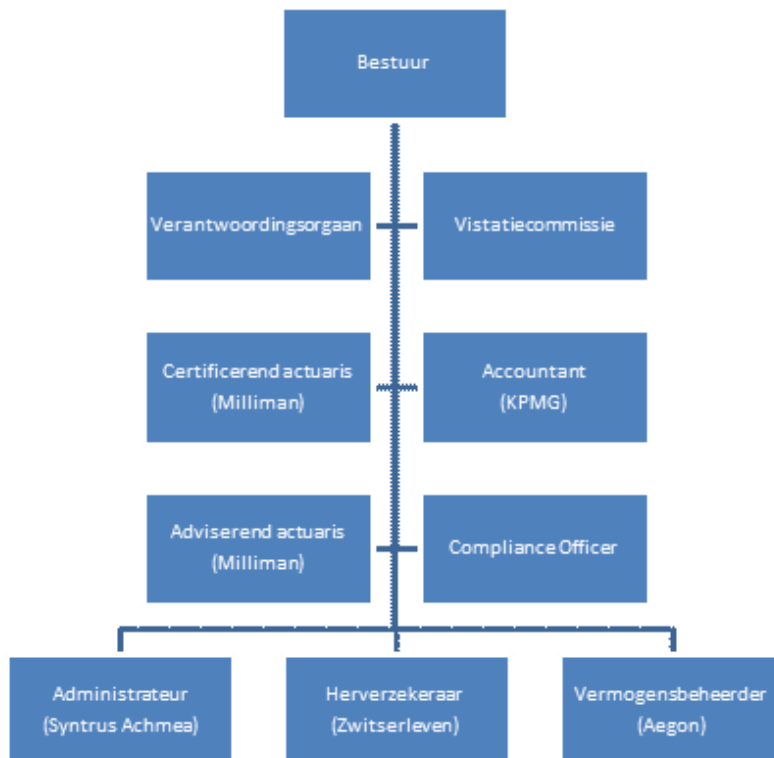 Bestuur
Verantwoordingsorgaan
Vistatiecommissie
Certificerend actuaris
(Milliman)
Accountant
(KPMG)
Adviserend actuaris
(Milliman)
Compliance Officer
Administrateur
(Syntrus Achmea)
Herverzekeraar
(Zwitserleven)
Vermogensbeheerder
(Aegon)